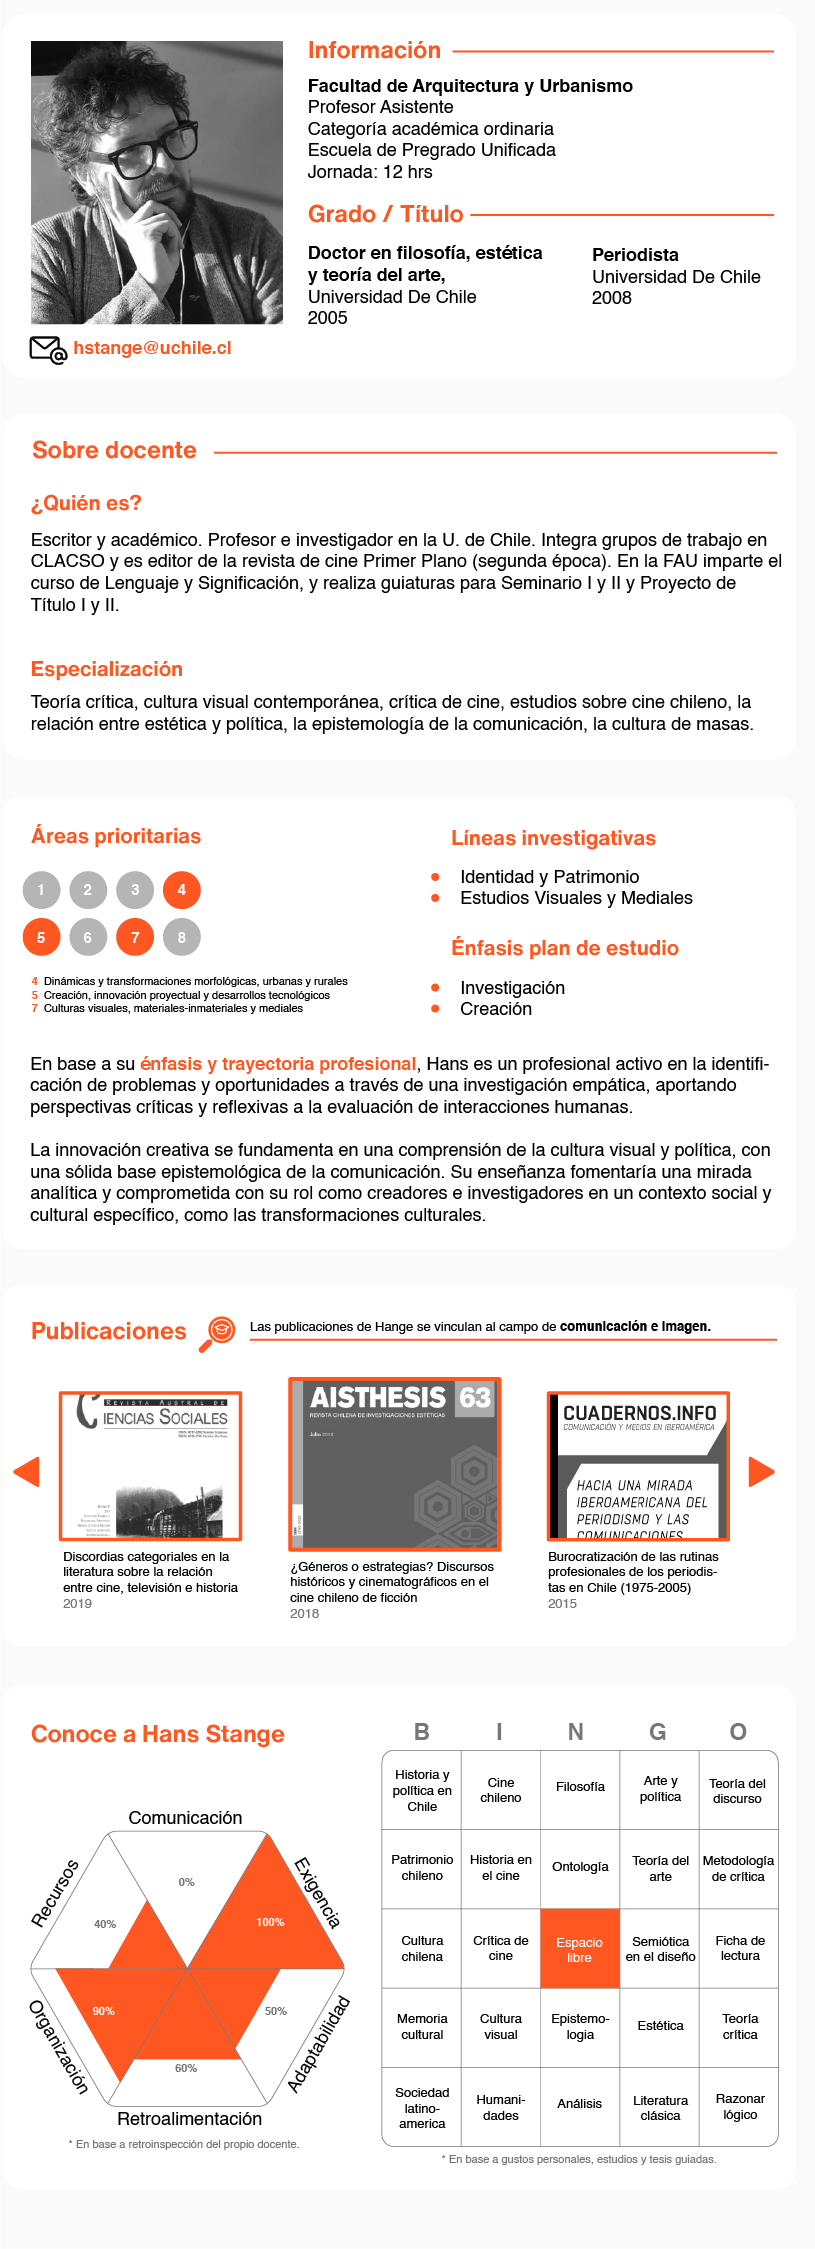 Información
Facultad de Arquitectura y Urbanismo
Profesor Asistente
Categoría académica ordinaria
Escuela de Pregrado Unificada
Jornada: 12 hrs
Grado / Título
Doctor en filosofía, estética
y teoría del arte,
Universidad De Chile
2005
Periodista
Universidad De Chile
2008
hstange@uchile.cl
Sobre docente
¿Quién es?
Escritor y académico. Profesor e investigador en la U. de Chile. Integra grupos de trabajo en
CLACSO y es editor de la revista de cine Primer Plano (segunda época). En la FAU imparte el
curso de Lenguaje y Significación, y realiza guiaturas para Seminario I y II y Proyecto de
Título I y II.
Especialización
Teoría crítica, cultura visual contemporánea, crítica de cine, estudios sobre cine chileno, la
relación entre estética y política, la epistemología de la comunicación, la cultura de masas.
Áreas prioritarias
1 2 3 4
5 6 7 8
4 Dinámicas y transformaciones morfológicas, urbanas y rurales
5 Creación, innovación proyectual y desarrollos tecnológicos
7 Culturas visuales, materiales-inmateriales y mediales
Líneas investigativas
Identidad y Patrimonio
Estudios Visuales y Mediales
Énfasis plan de estudio
Investigación
Creación
En base a su énfasis y trayectoria profesional, Hans es un profesional activo en la identifi-
cación de problemas y oportunidades a través de una investigación empática, aportando
perspectivas críticas y reflexivas a la evaluación de interacciones humanas.
La innovación creativa se fundamenta en una comprensión de la cultura visual y política, con
una sólida base epistemológica de la comunicación. Su enseñanza fomentaría una mirada
analítica y comprometida con su rol como creadores e investigadores en un contexto social y
cultural específico, como las transformaciones culturales.
Publicaciones
Las publicaciones de Hange se vinculan al campo de comunicación e imagen.
REVISTA AUSTRAL DE
CIENCIAS SOCIALES
Discordias categoriales en la
literatura sobre la relación
entre cine, televisión e historia
2019
AISTHESIS 63
REVISTA CHILENA DE INVESTIGACIONES ESTÉTICAS
Julio 2018
¿Géneros o estrategias? Discursos
históricos y cinematográficos en el
cine chileno de ficción
2018
CUADERNOS.INFO
COMUNICACIÓN Y MEDIOS EN IBEROAMÉRICA
HACIA UNA MIRADA
IBEROAMERICANA DEL
PERIODISMO Y LAS
COMUNICACIONES
Burocratización de las rutinas
profesionales de los periodis-
tas en Chile (1975-2005)
2015
Conoce a Hans Stange
Comunicación
0%
Exigencia
100%
Adaptabilidad
50%
Retroalimentación
60%
Organización
90%
Recursos
40%
* En base a retroinspección del propio docente.
B I N G O
Historia y
política en
Chile
Cine
chileno
Filosofía
Arte y
política
Teoría del
discurso
Patrimonio
chileno
Historia en
el cine
Ontología
Teoría del
arte
Metodología
de crítica
Cultura
chilena
Crítica de
cine
Espacio
libre
Semiótica
en el diseño
Ficha de
lectura
Memoria
cultural
Cultura
visual
Epistemo-
logia
Estética
Teoría
crítica
Sociedad
latino-
america
Humani-
dades
Análisis
Literatura
clásica
Razonar
lógico
* En base a gustos personales, estudios y tesis guiadas.